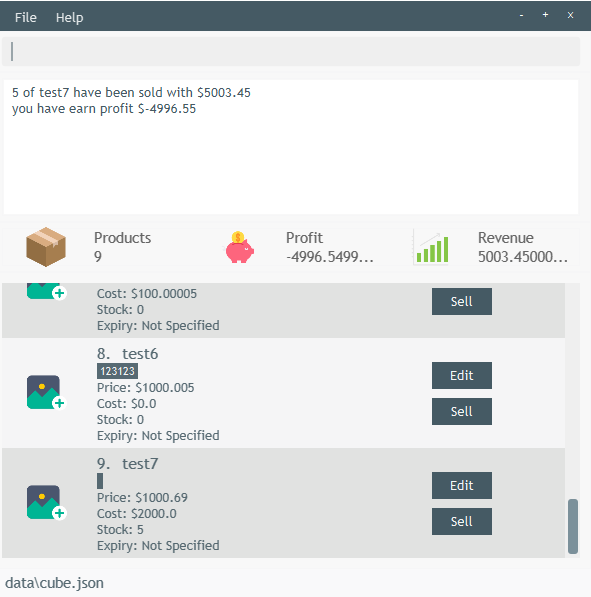 File Help - + x
5 of test7 have been sold with $5003.45
you have earn profit $-4996.55
Products Profit Revenue
9 -4996.5499... 5003.45000...
Cost: $100.00005
Stock: 0
Expiry: Not Specified
Sell
8. test6
123123
Price: $1000.005
Cost: $0.0
Stock: 0
Expiry: Not Specified
Edit
Sell
9. test7
Price: $1000.69
Cost: $2000.0
Stock: 5
Expiry: Not Specified
Edit
Sell
data\cube.json